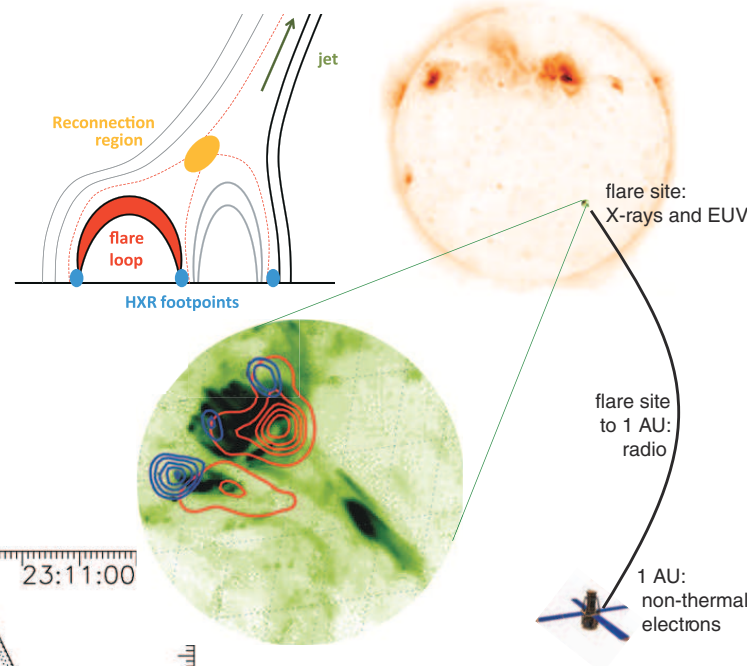 jet
Reconnection
region
flare
loop
HXR footpoints
flare site:
X-rays and EUV
flare site
to 1 AU:
radio
23:11:00
1 AU:
non-thermal
electrons